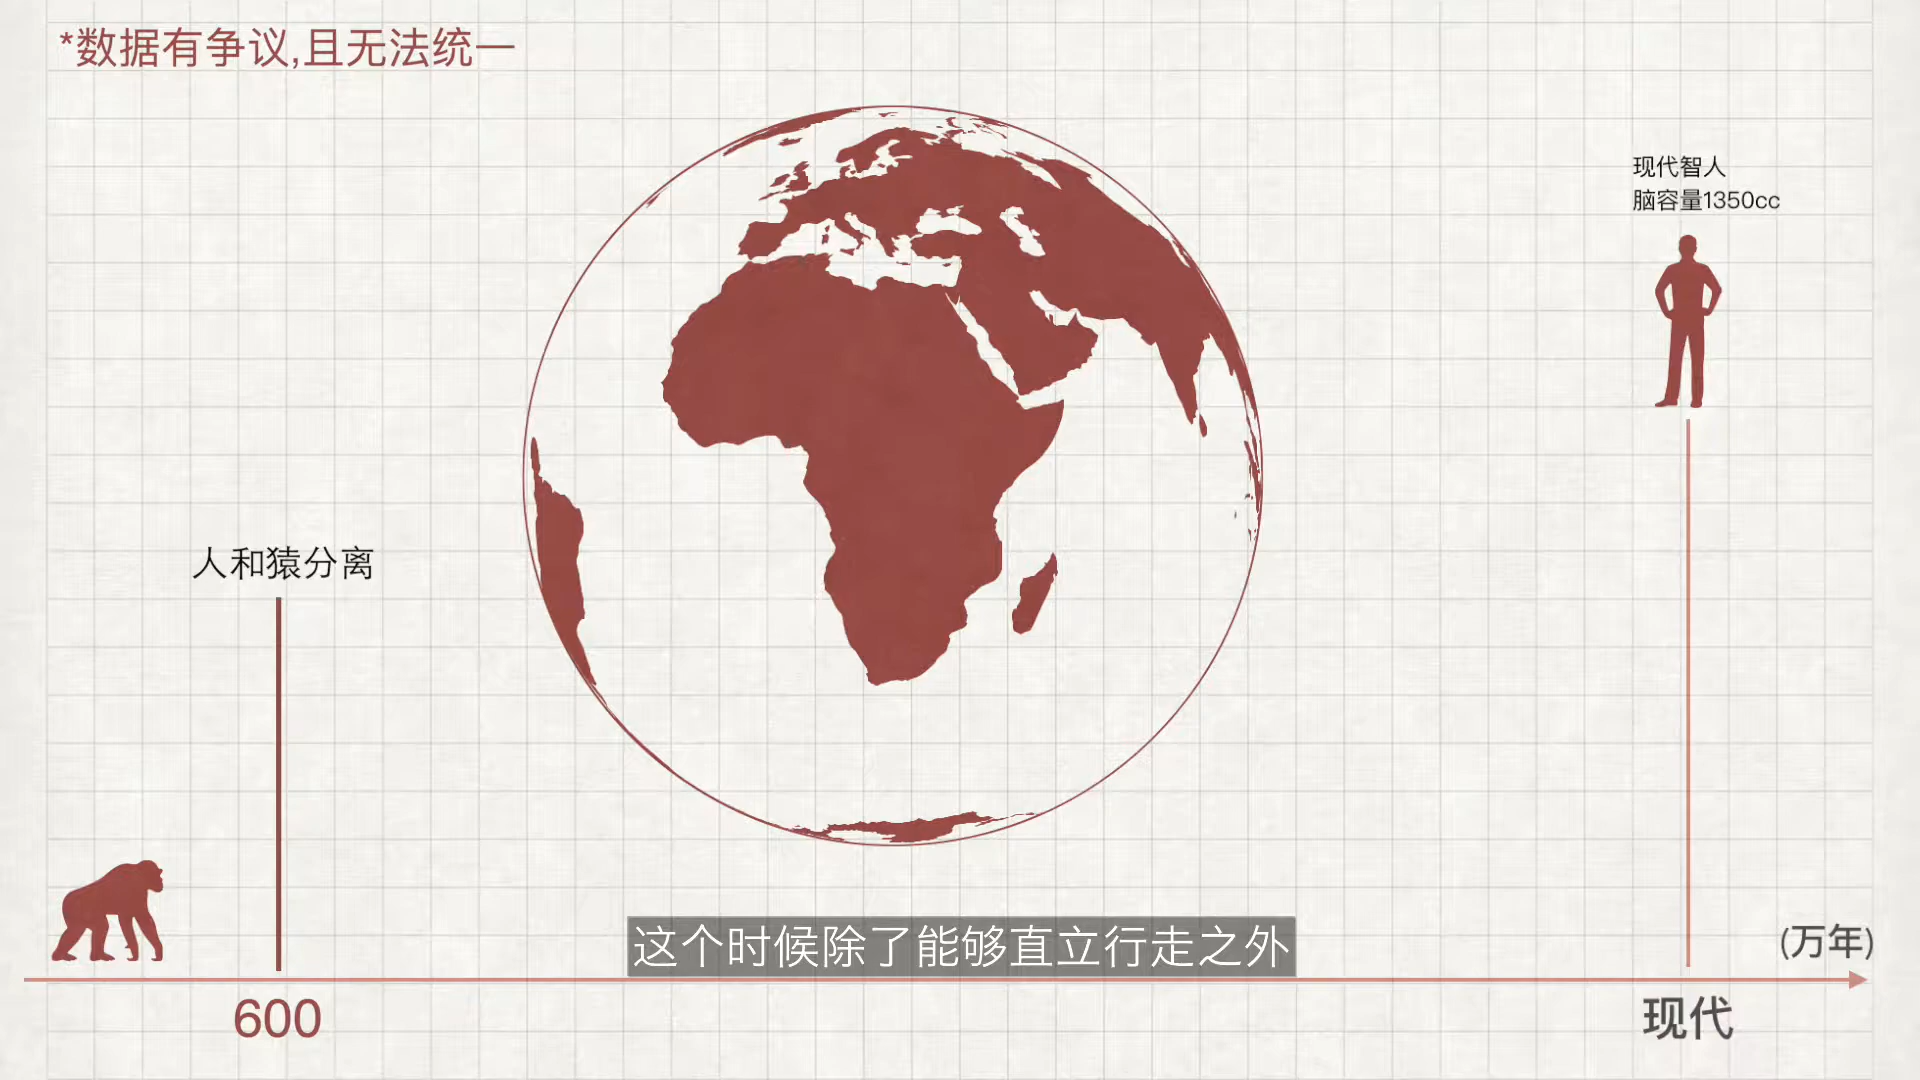 *数据有争议,且无法统一
现代智人
脑容量1350cc
人和猿分离
这个时候除了能够直立行走之外
(万年)
600
现代